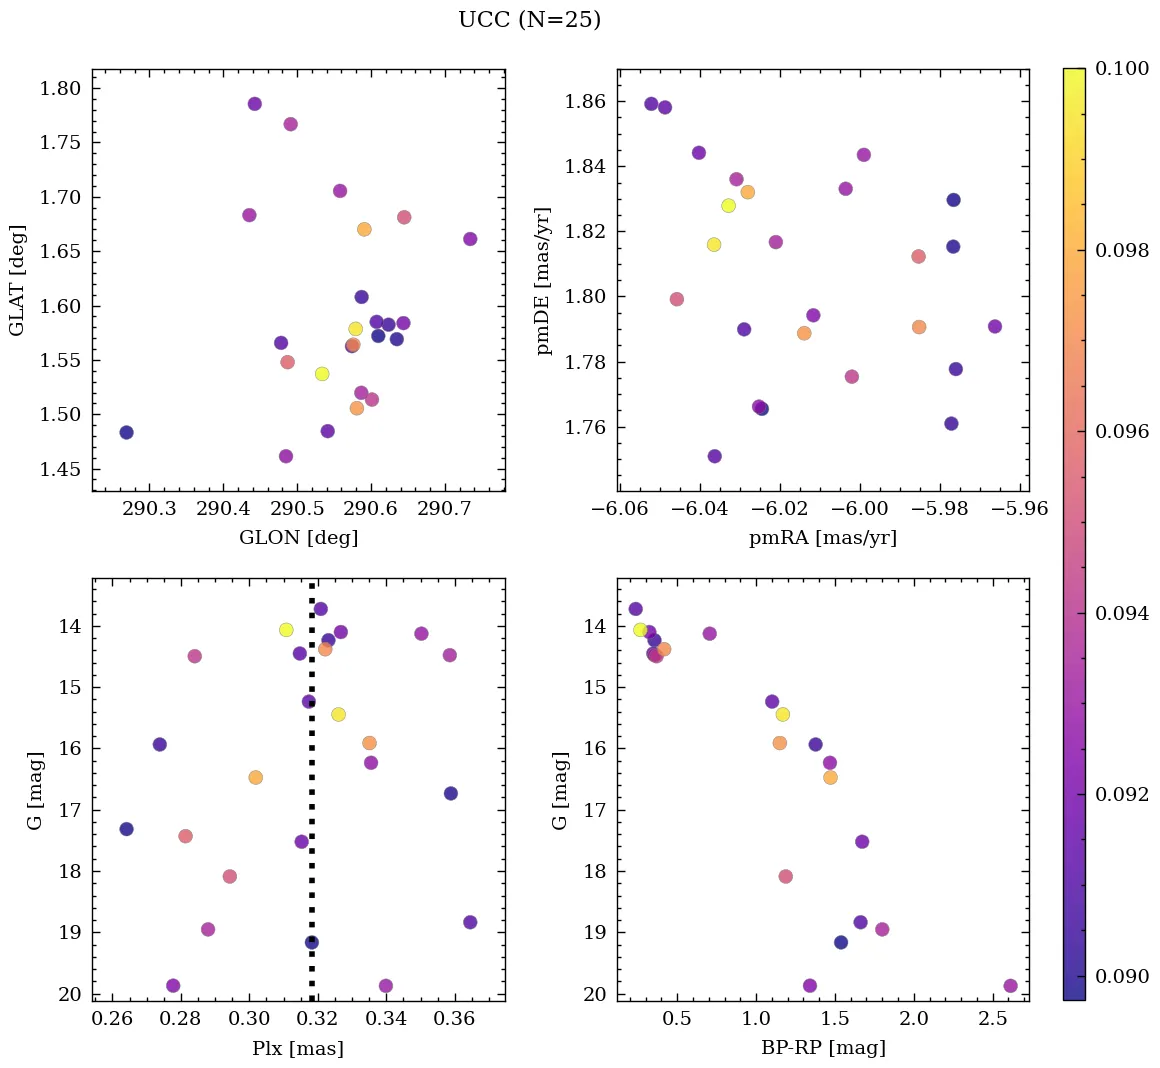 UCC (N=25)
1.80
1.75
1.70
1.65
1.60
1.55
1.50
1.45
GLAT [deg]
290.3 290.4 290.5 290.6 290.7
GLON [deg]
1.86
1.84
1.82
1.80
1.78
1.76
pmDE [mas/yr]
−6.06 −6.04 −6.02 −6.00 −5.98 −5.96
pmRA [mas/yr]
14
15
16
17
18
19
20
G [mag]
0.26 0.28 0.30 0.32 0.34 0.36
Plx [mas]
14
15
16
17
18
19
20
G [mag]
0.5 1.0 1.5 2.0 2.5
BP-RP [mag]
0.100
0.098
0.096
0.094
0.092
0.090